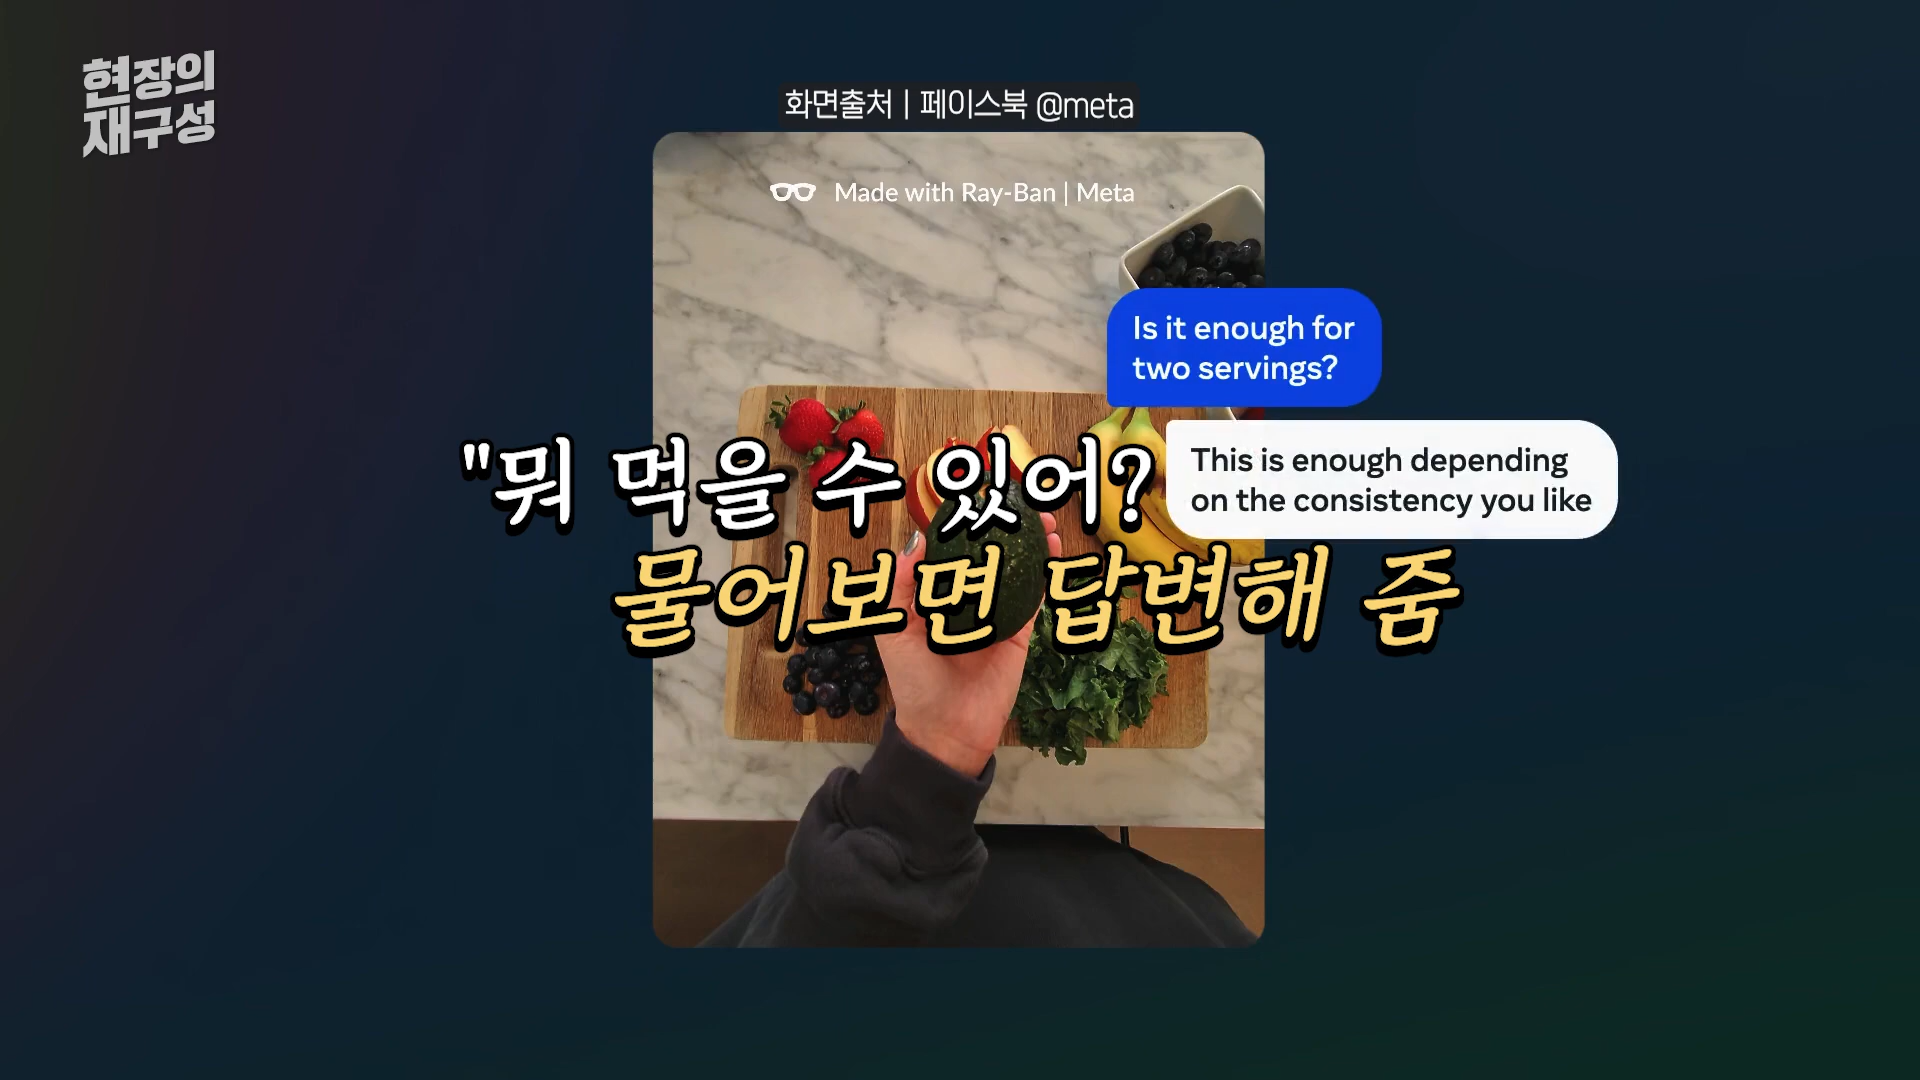 현장의
재구성
화면출처 | 페이스북 @meta
Made with Ray-Ban | Meta
Is it enough for
two servings?
This is enough depending
on the consistency you like
"뭐 먹을 수 있어?
물어보면 답변해 줌